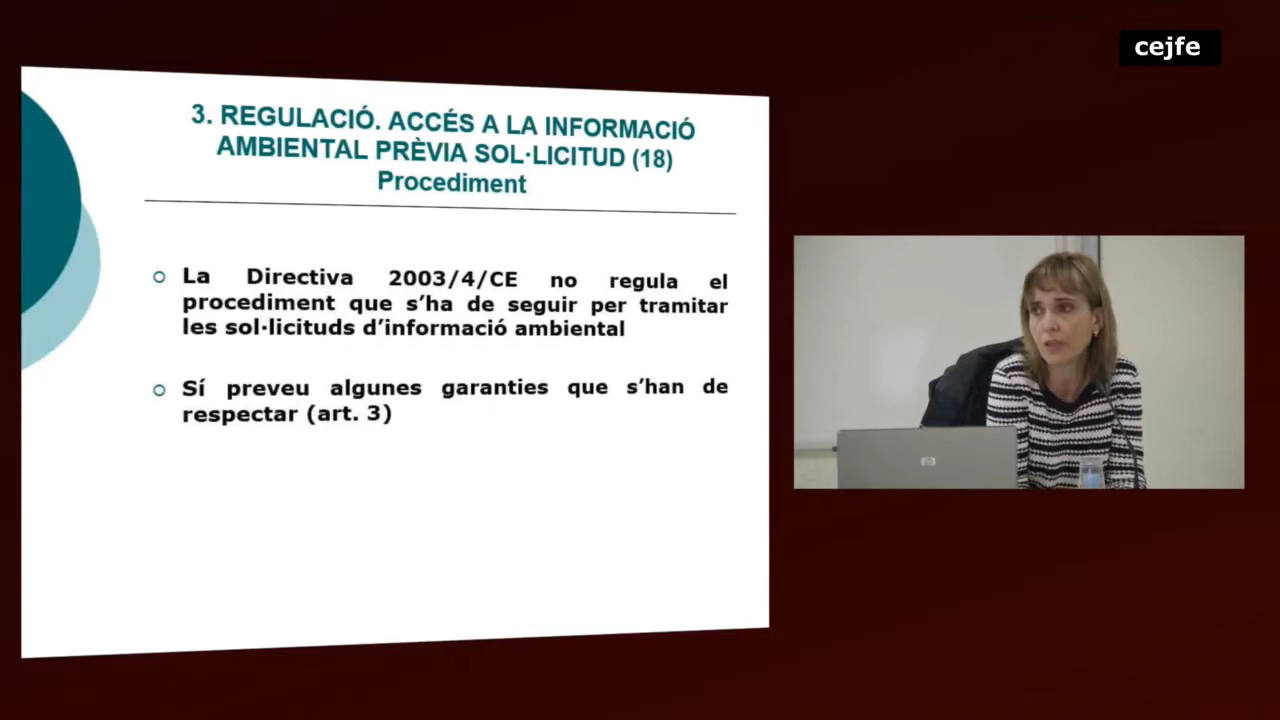 cejfe
3. REGULACIÓ. ACCÉS A LA INFORMACIÓ
AMBIENTAL PRÈVIA SOL·LICITUD (18)
Procediment
La Directiva 2003/4/CE no regula el
procediment que s’ha de seguir per tramitar
les sol·licituds d’informació ambiental
Sí preveu algunes garanties que s’han de
respectar (art. 3)
hp